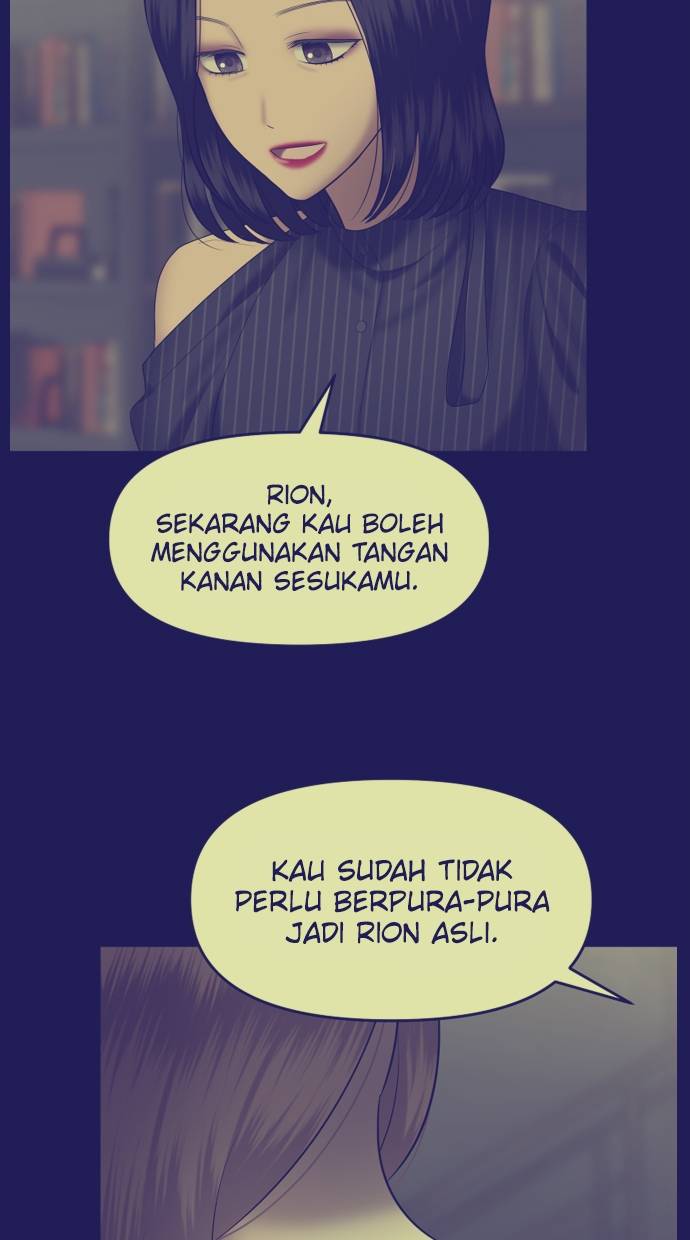 RION,
SEKARANG KAU BOLEH
MENGGUNAKAN TANGAN
KANAN SESUKAMU.
KAU SUDAH TIDAK
PERLU BERPURA-PURA
JADI RION ASLI.